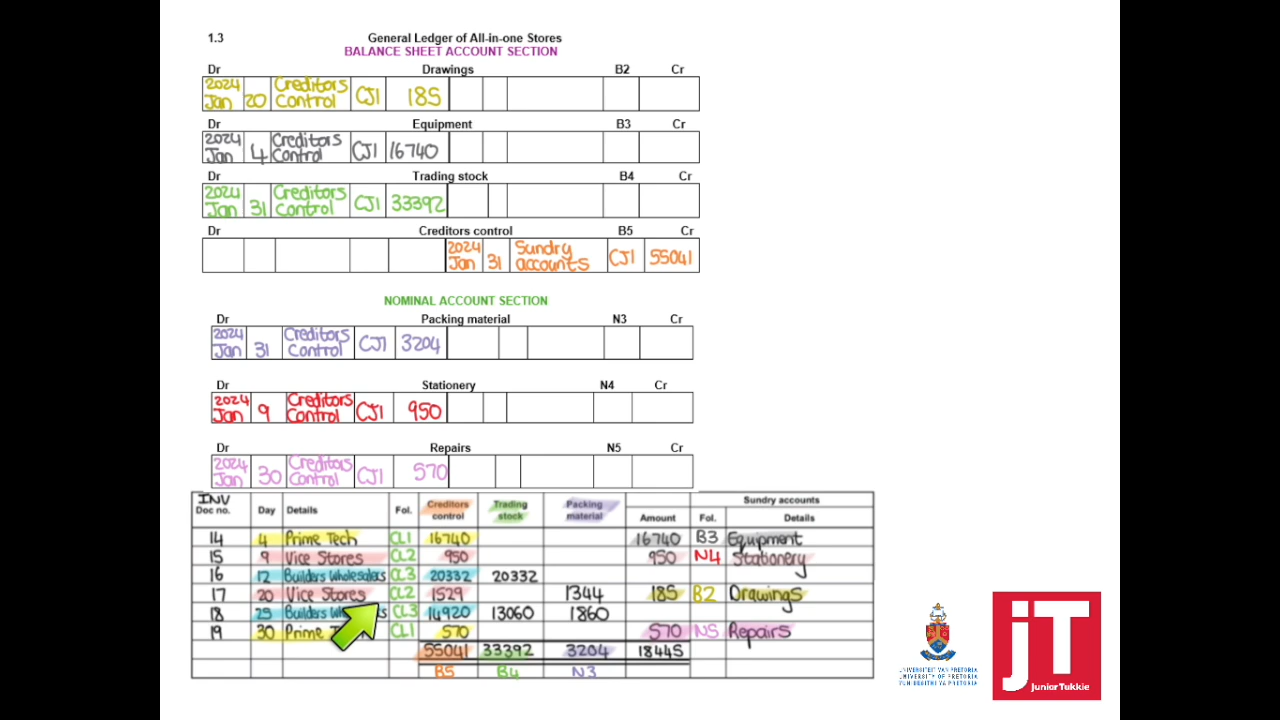 1.3 General Ledger of All-in-one Stores
BALANCE SHEET ACCOUNT SECTION
Dr Drawings B2 Cr
2024
Jan 20 Creditors Control CJ1 185
Dr Equipment B3 Cr
2024
Jan 4 Creditors Control CJ1 16740
Dr Trading stock B4 Cr
2024
Jan 31 Creditors Control CJ1 33392
Dr Creditors control B5 Cr
2024
Jan 31 Sundry accounts CJ1 55041
NOMINAL ACCOUNT SECTION
Dr Packing material N3 Cr
2024
Jan 31 Creditors Control CJ1 3204
Dr Stationery N4 Cr
2024
Jan 9 Creditors Control CJ1 950
Dr Repairs N5 Cr
2024
Jan 30 Creditors Control CJ1 570
INV Sundry accounts
Doc no. Day Details Fol. Creditors control Trading stock Packing material Amount Fol. Details
14 4 Prime Tech CL1 16740 16740 B3 Equipment
15 9 Vice Stores CL2 950 950 N4 Stationery
16 12 Builders Wholesalers CL3 20332 20332
17 20 Vice Stores CL2 1529 1344 185 B2 Drawings
18 25 Builders CL3 14920 13060 1860
19 30 Prime CL1 570 570 N5 Repairs
55041 33392 3204 18445
B5 B4 N3
UNIVERSITEIT VAN PRETORIA
UNIVERSITY OF PRETORIA
YUNIBESITHI YA PRETORIA
jT
JuniorTukkie